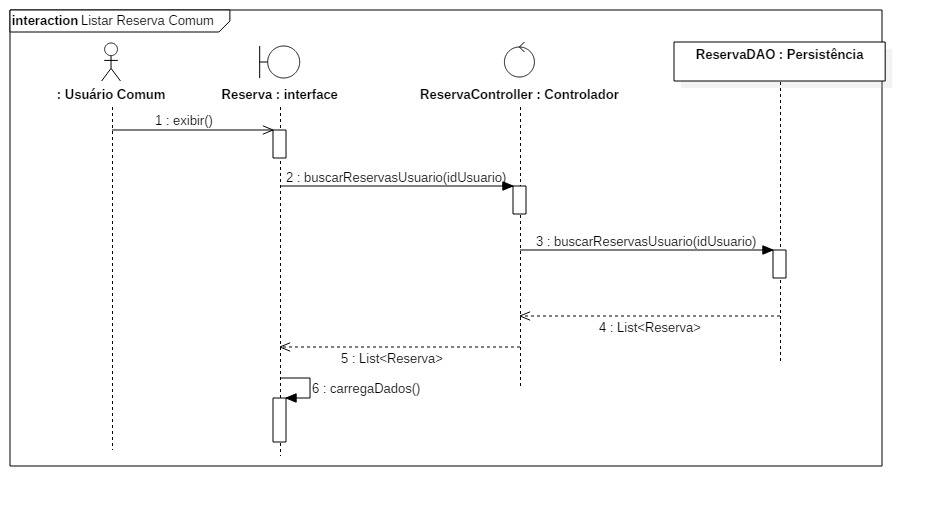 interaction Listar Reserva Comum
: Usuário Comum
Reserva : interface
ReservaController : Controlador
ReservaDAO : Persistência
1 : exibir()
2 : buscarReservasUsuario(idUsuario)
3 : buscarReservasUsuario(idUsuario)
4 : List<Reserva>
5 : List<Reserva>
6 : carregaDados()